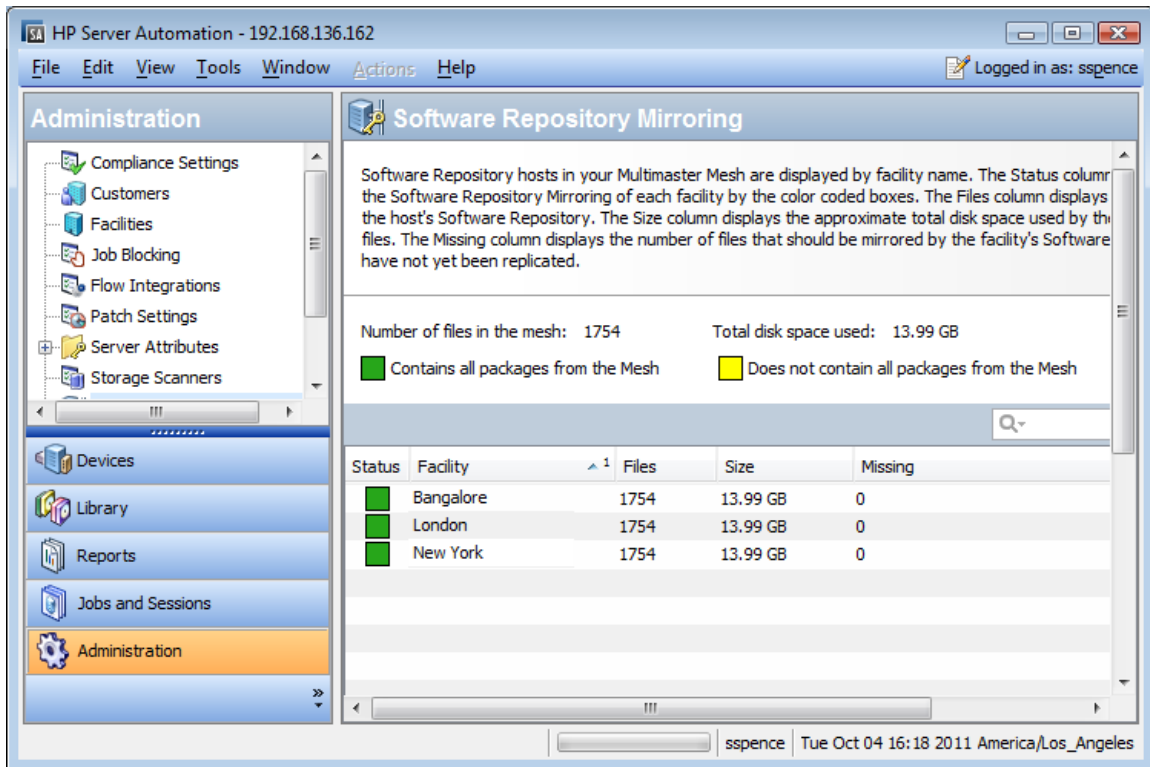 SA HP Server Automation - 192.168.136.162
File Edit View Tools Window Actions Help Logged in as: sspence
Administration
Compliance Settings
Customers
Facilities
Job Blocking
Flow Integrations
Patch Settings
Server Attributes
Storage Scanners
Devices
Library
Reports
Jobs and Sessions
Administration
Software Repository Mirroring
Software Repository hosts in your Multimaster Mesh are displayed by facility name. The Status column
the Software Repository Mirroring of each facility by the color coded boxes. The Files column displays
the host's Software Repository. The Size column displays the approximate total disk space used by the
files. The Missing column displays the number of files that should be mirrored by the facility's Software
have not yet been replicated.
Number of files in the mesh: 1754 Total disk space used: 13.99 GB
Contains all packages from the Mesh Does not contain all packages from the Mesh
Status Facility 1 Files Size Missing
Bangalore 1754 13.99 GB 0
London 1754 13.99 GB 0
New York 1754 13.99 GB 0
sspence Tue Oct 04 16:18 2011 America/Los_Angeles